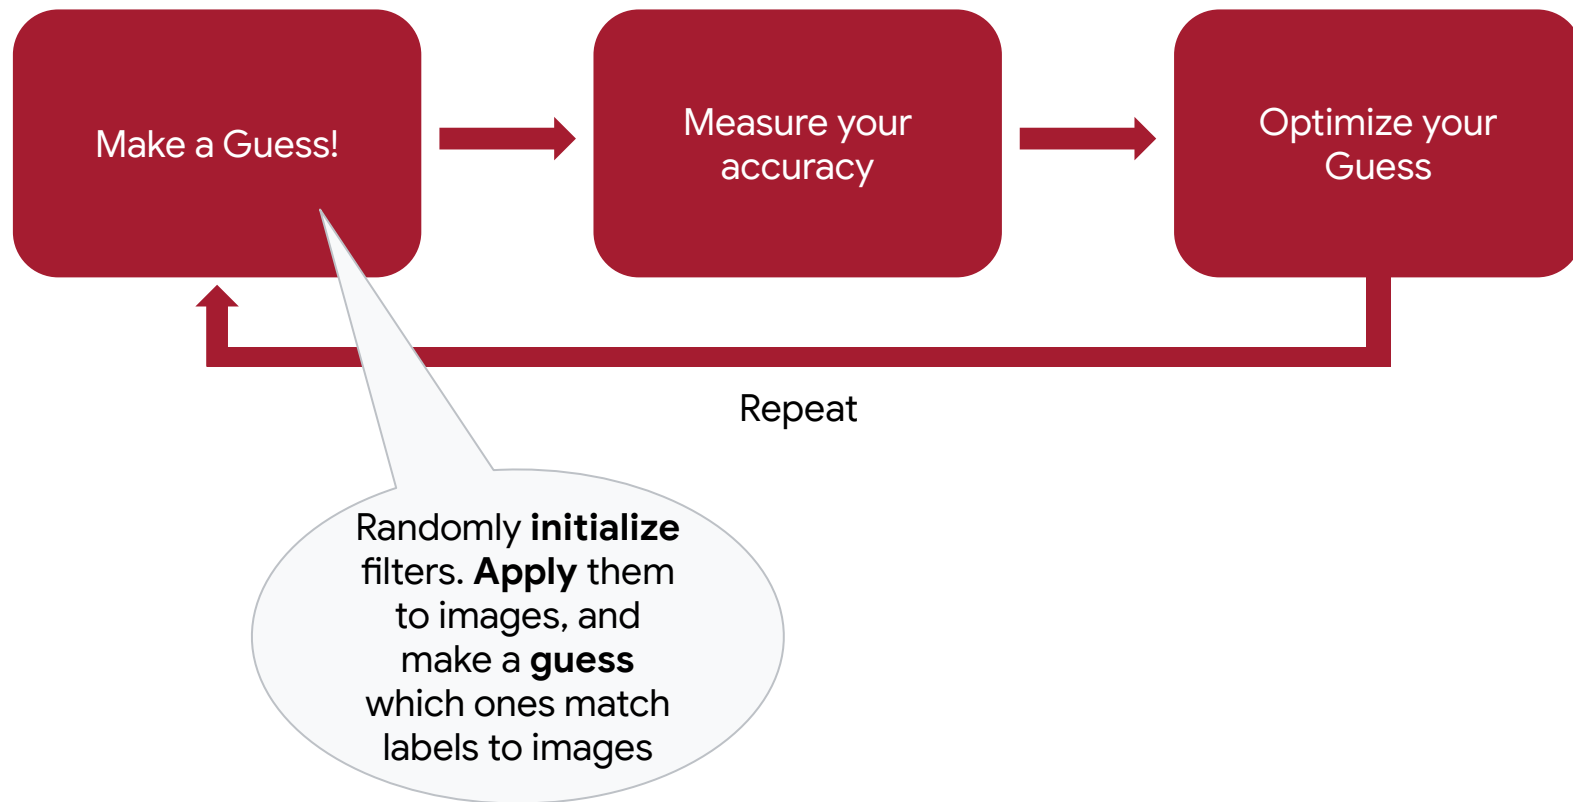 Make a Guess!
Measure your
accuracy
Optimize your
Guess
Repeat
Randomly initialize
filters. Apply them
to images, and
make a guess
which ones match
labels to images